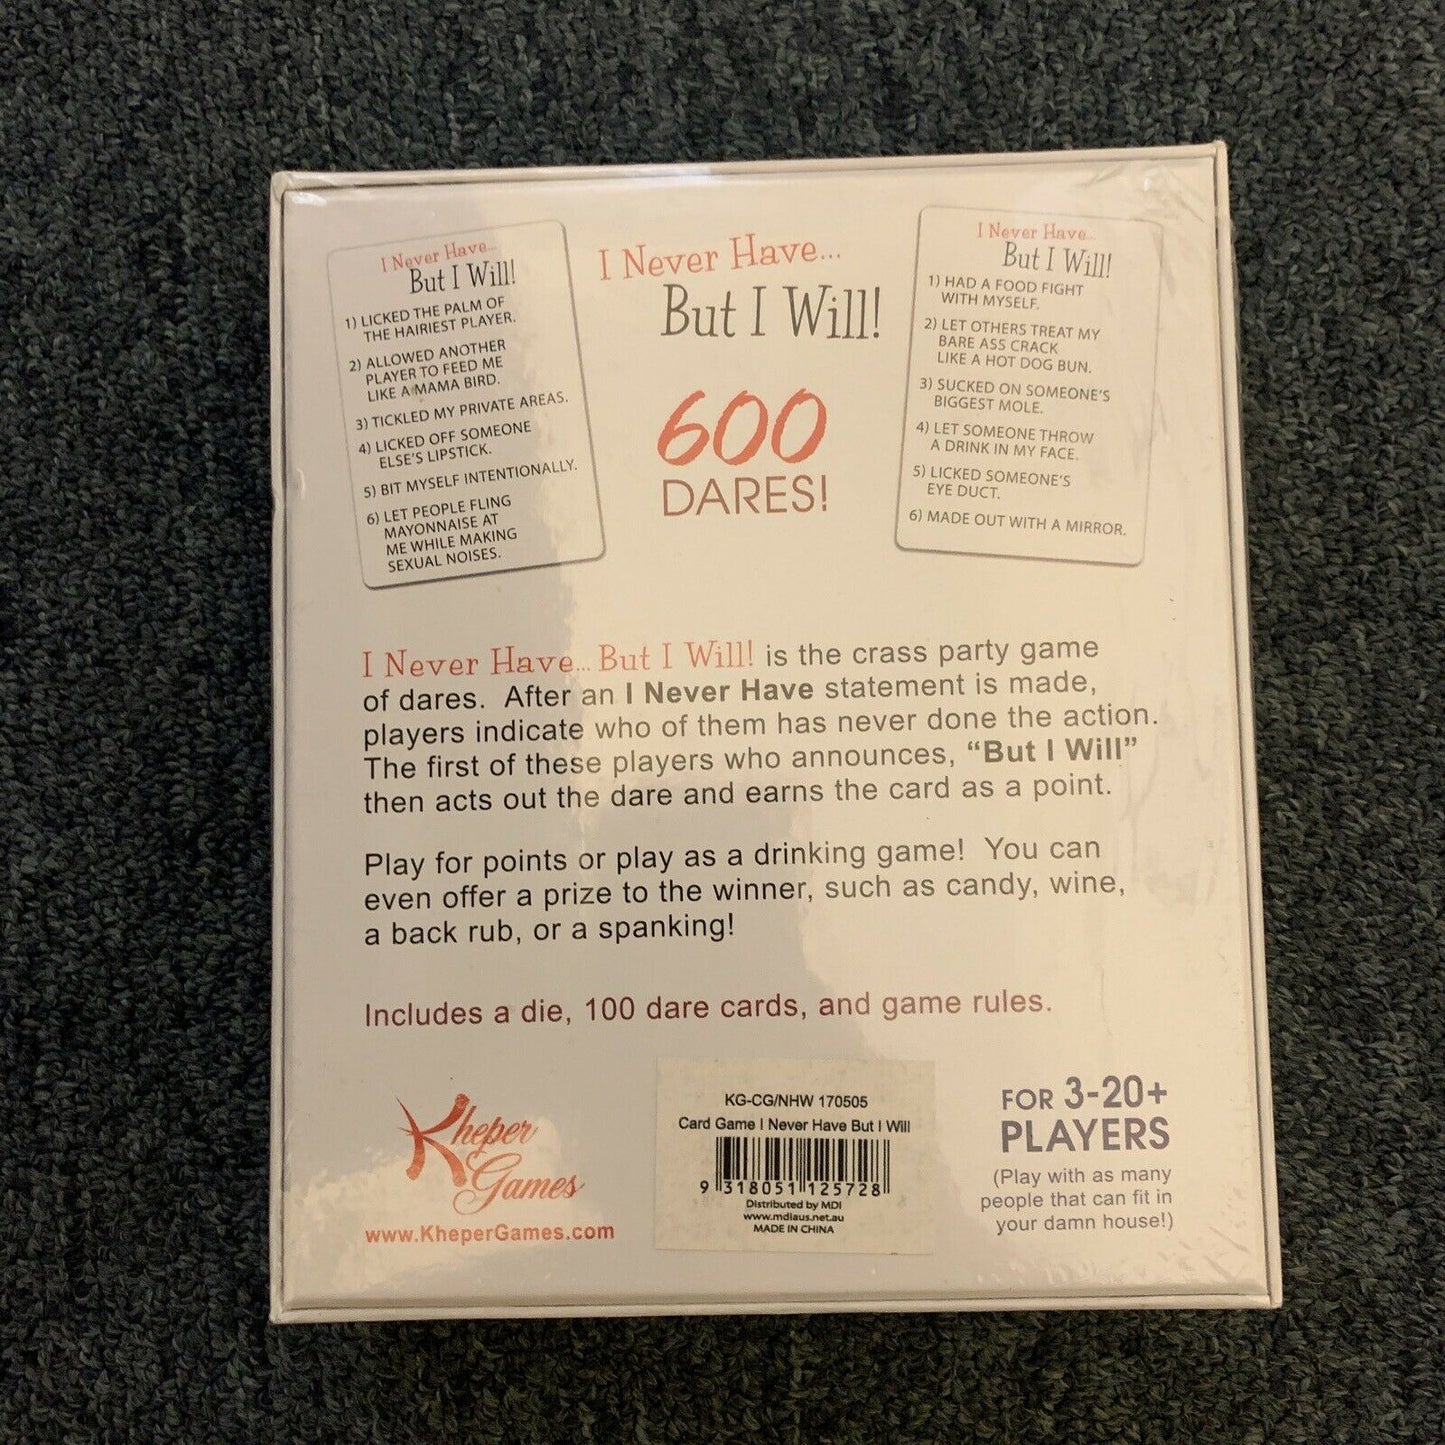 I Never Have...
But I Will!
1) LICKED THE PALM OF
THE HAIRIEST PLAYER.
2) ALLOWED ANOTHER
PLAYER TO FEED ME
LIKE A MAMA BIRD.
3) TICKLED MY PRIVATE AREAS.
4) LICKED OFF SOMEONE
ELSE'S LIPSTICK.
5) BIT MYSELF INTENTIONALLY.
6) LET PEOPLE FLING
MAYONNAISE AT
ME WHILE MAKING
SEXUAL NOISES.
I Never Have...
But I Will!
600
DARES!
I Never Have...
But I Will!
1) HAD A FOOD FIGHT
WITH MYSELF.
2) LET OTHERS TREAT MY
BARE ASS CRACK
LIKE A HOT DOG BUN.
3) SUCKED ON SOMEONE'S
BIGGEST MOLE.
4) LET SOMEONE THROW
A DRINK IN MY FACE.
5) LICKED SOMEONE'S
EYE DUCT.
6) MADE OUT WITH A MIRROR.
I Never Have... But I Will! is the crass party game
of dares. After an I Never Have statement is made,
players indicate who of them has never done the action.
The first of these players who announces, “But I Will”
then acts out the dare and earns the card as a point.
Play for points or play as a drinking game! You can
even offer a prize to the winner, such as candy, wine,
a back rub, or a spanking!
Includes a die, 100 dare cards, and game rules.
Kheper
Games
www.KheperGames.com
KG-CG/NHW 170505
Card Game I Never Have But I Will
9 318051 125728
Distributed by MDI
www.mdiaus.net.au
MADE IN CHINA
FOR 3-20+
PLAYERS
(Play with as many
people that can fit in
your damn house!)